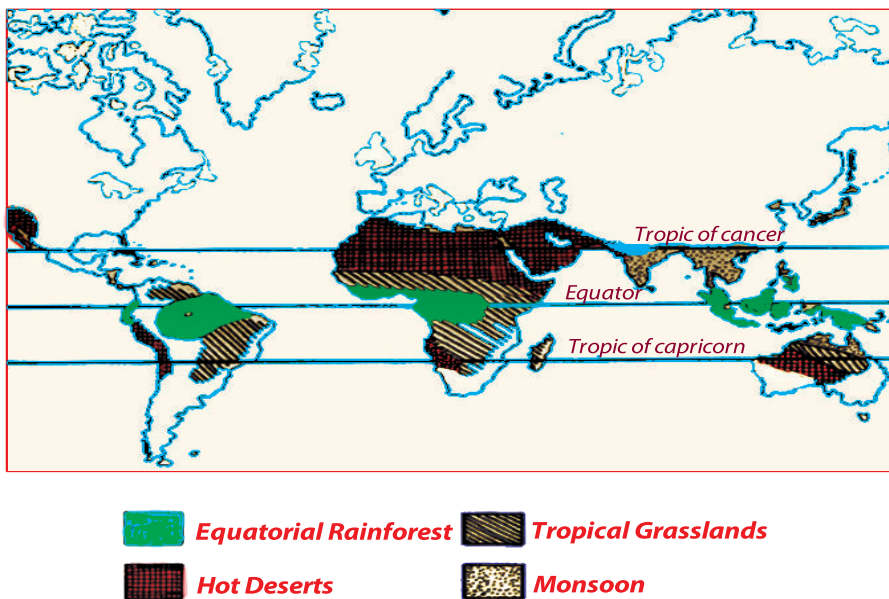 Tropic of cancer
Equator
Tropic of capricorn
Equatorial Rainforest
Tropical Grasslands
Hot Deserts
Monsoon